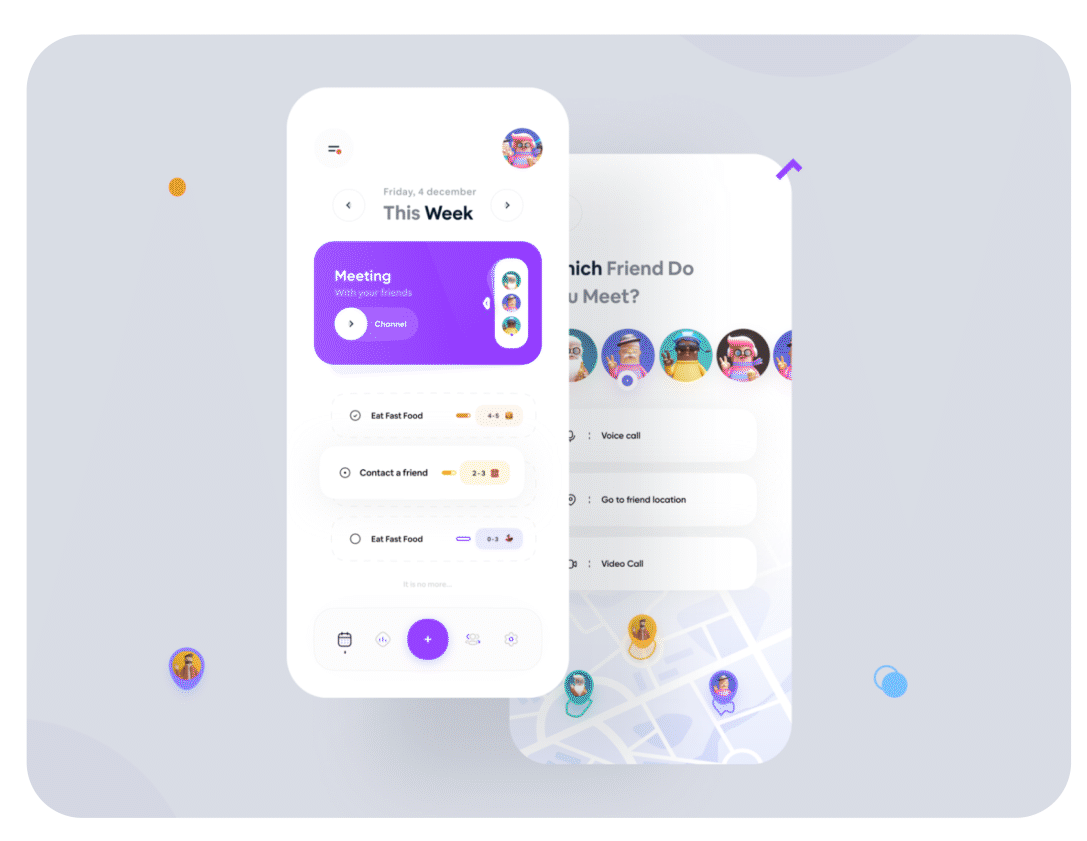 Friday, 4 december
This Week
Meeting
With your friends
Channel
Eat Fast Food
4-5
Contact a friend
2-3
Eat Fast Food
0-3
It is no more...
hich Friend Do
u Meet?
: Voice call
: Go to friend location
: Video Call